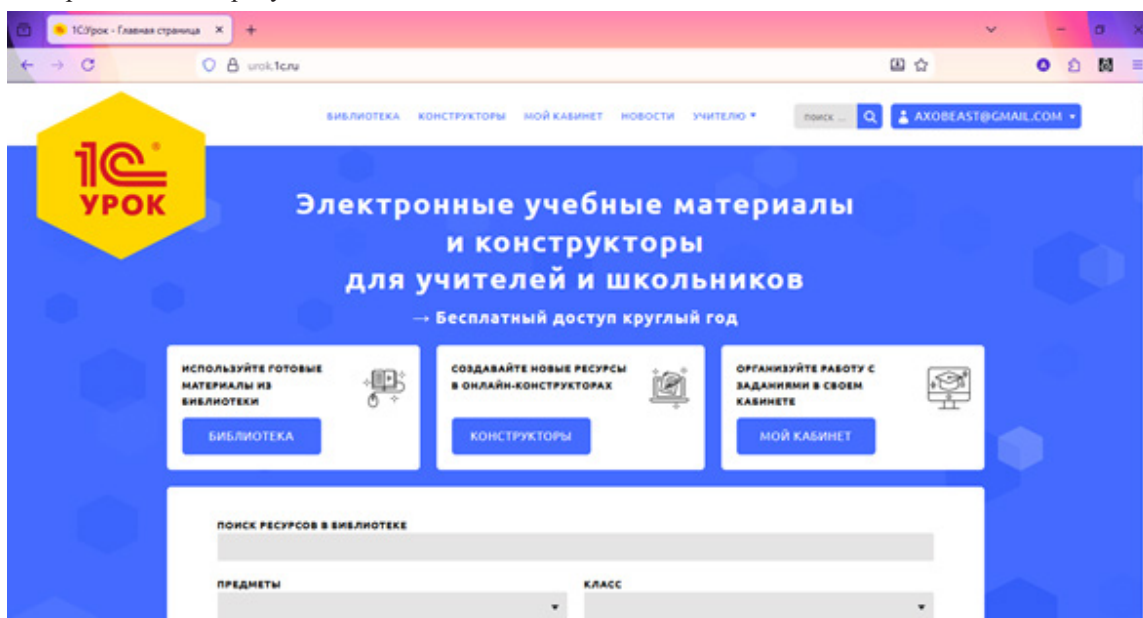 1С:Урок - Главная страница
urok.1c.ru
БИБЛИОТЕКА КОНСТРУКТОРЫ МОЙ КАБИНЕТ НОВОСТИ УЧИТЕЛЮ
поиск ...
AXOBEAST@GMAIL.COM
1С
УРОК
Электронные учебные материалы
и конструкторы
для учителей и школьников
→ Бесплатный доступ круглый год
ИСПОЛЬЗУЙТЕ ГОТОВЫЕ
МАТЕРИАЛЫ ИЗ
БИБЛИОТЕКИ
БИБЛИОТЕКА
СОЗДАВАЙТЕ НОВЫЕ РЕСУРСЫ
В ОНЛАЙН-КОНСТРУКТОРАХ
КОНСТРУКТОРЫ
ОРГАНИЗУЙТЕ РАБОТУ С
ЗАДАНИЯМИ В СВОЕМ
КАБИНЕТЕ
МОЙ КАБИНЕТ
ПОИСК РЕСУРСОВ В БИБЛИОТЕКЕ
ПРЕДМЕТЫ КЛАСС